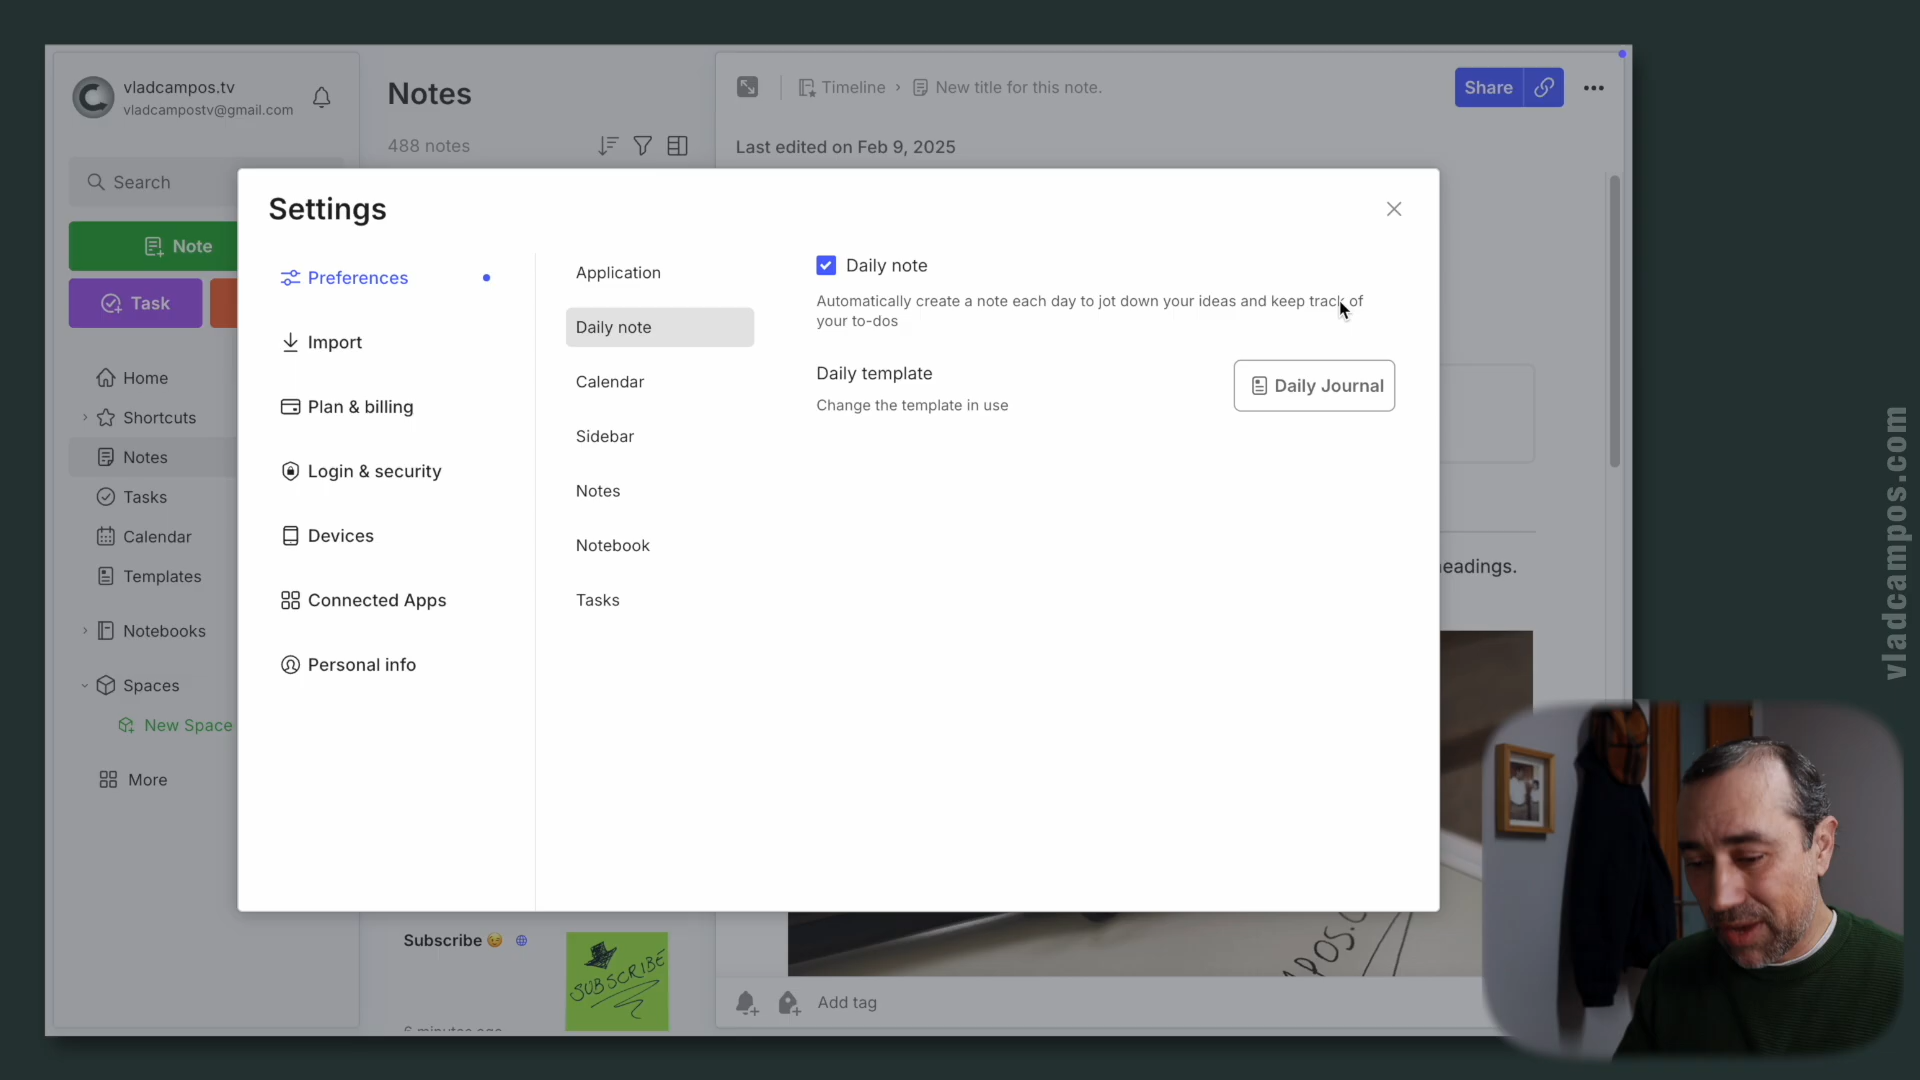 vladcampos.tv
vladcampostv@gmail.com
Search
Note
Task
Home
Shortcuts
Notes
Tasks
Calendar
Templates
Notebooks
Spaces
New Space
More
Notes
488 notes
Timeline › New title for this note.
Share
Last edited on Feb 9, 2025
Settings
Preferences
Import
Plan & billing
Login & security
Devices
Connected Apps
Personal info
Application
Daily note
Calendar
Sidebar
Notes
Notebook
Tasks
Daily note
Automatically create a note each day to jot down your ideas and keep track of
your to-dos
Daily template
Change the template in use
Daily Journal
eadings.
Subscribe 😉
SUBSCRIBE
6 minutes ago
POS.C
Add tag
vladcampos.com